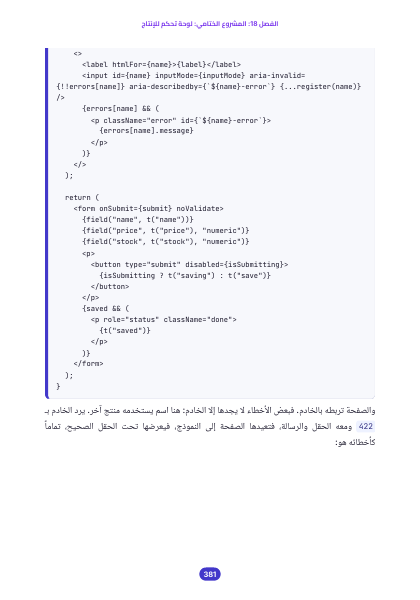 الفصل 18: المشروع الختامي: لوحة تحكم للإنتاج
<>
<label htmlFor={name}>{label}</label>
<input id={name} inputMode={inputMode} aria-invalid=
{!!errors[name]} aria-describedby={`${name}-error`} {...register(name)}
/>
{errors[name] && (
<p className="error" id={`${name}-error`}>
{errors[name].message}
</p>
)}
</>
);
return (
<form onSubmit={submit} noValidate>
{field("name", t("name"))}
{field("price", t("price"), "numeric")}
{field("stock", t("stock"), "numeric")}
<p>
<button type="submit" disabled={isSubmitting}>
{isSubmitting ? t("saving") : t("save")}
</button>
</p>
{saved && (
<p role="status" className="done">
{t("saved")}
</p>
)}
</form>
);
}
والصفحة تربطه بالخادم. فبعض الأخطاء لا يجدها إلا الخادم: هنا اسم يستخدمه منتج آخر. يرد الخادم بـ
422 ومعه الحقل والرسالة، فتعيدها الصفحة إلى النموذج، فيعرضها تحت الحقل الصحيح، تماماً
كأخطائه هو:
381